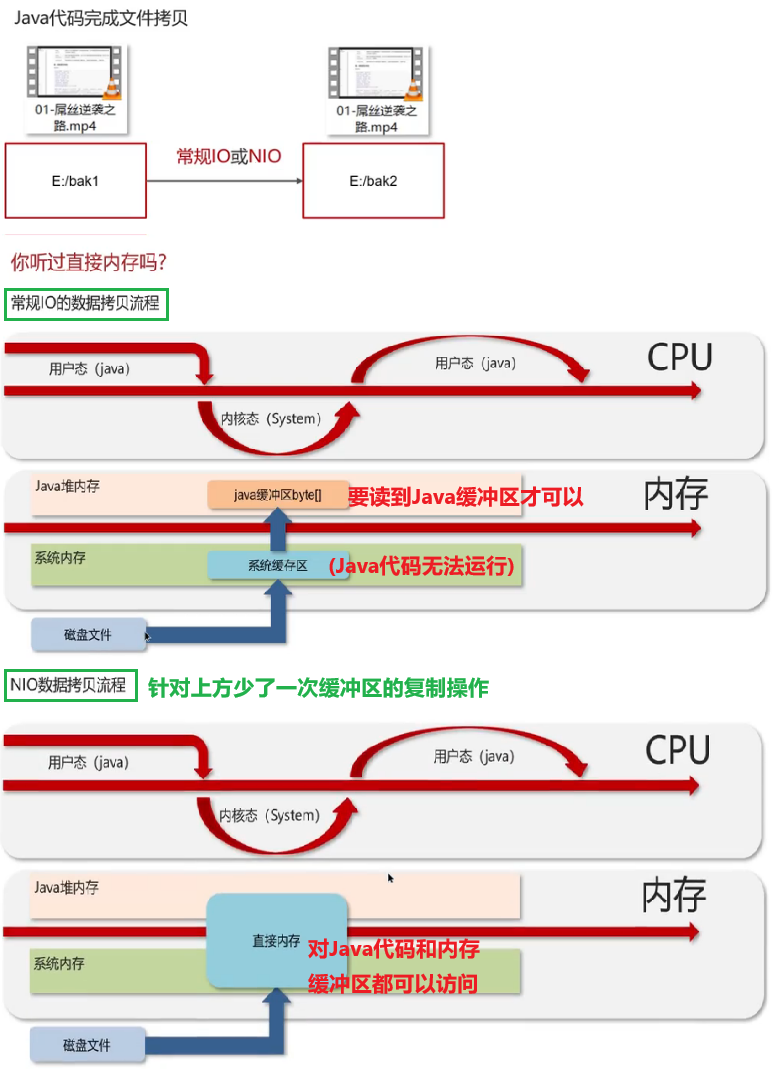 Java代码完成文件拷贝
01-屌丝逆袭之
路.mp4
01-屌丝逆袭之
路.mp4
常规IO或NIO
E:/bak1
E:/bak2
你听过直接内存吗?
常规IO的数据拷贝流程
CPU
用户态（java）
用户态（java）
内核态（System）
Java堆内存
java缓冲区byte[]
要读到Java缓冲区才可以
内存
系统内存
系统缓存区
(Java代码无法运行)
磁盘文件
NIO数据拷贝流程
针对上方少了一次缓冲区的复制操作
CPU
用户态（java）
用户态（java）
内核态（System）
Java堆内存
内存
直接内存
对Java代码和内存
缓冲区都可以访问
系统内存
磁盘文件